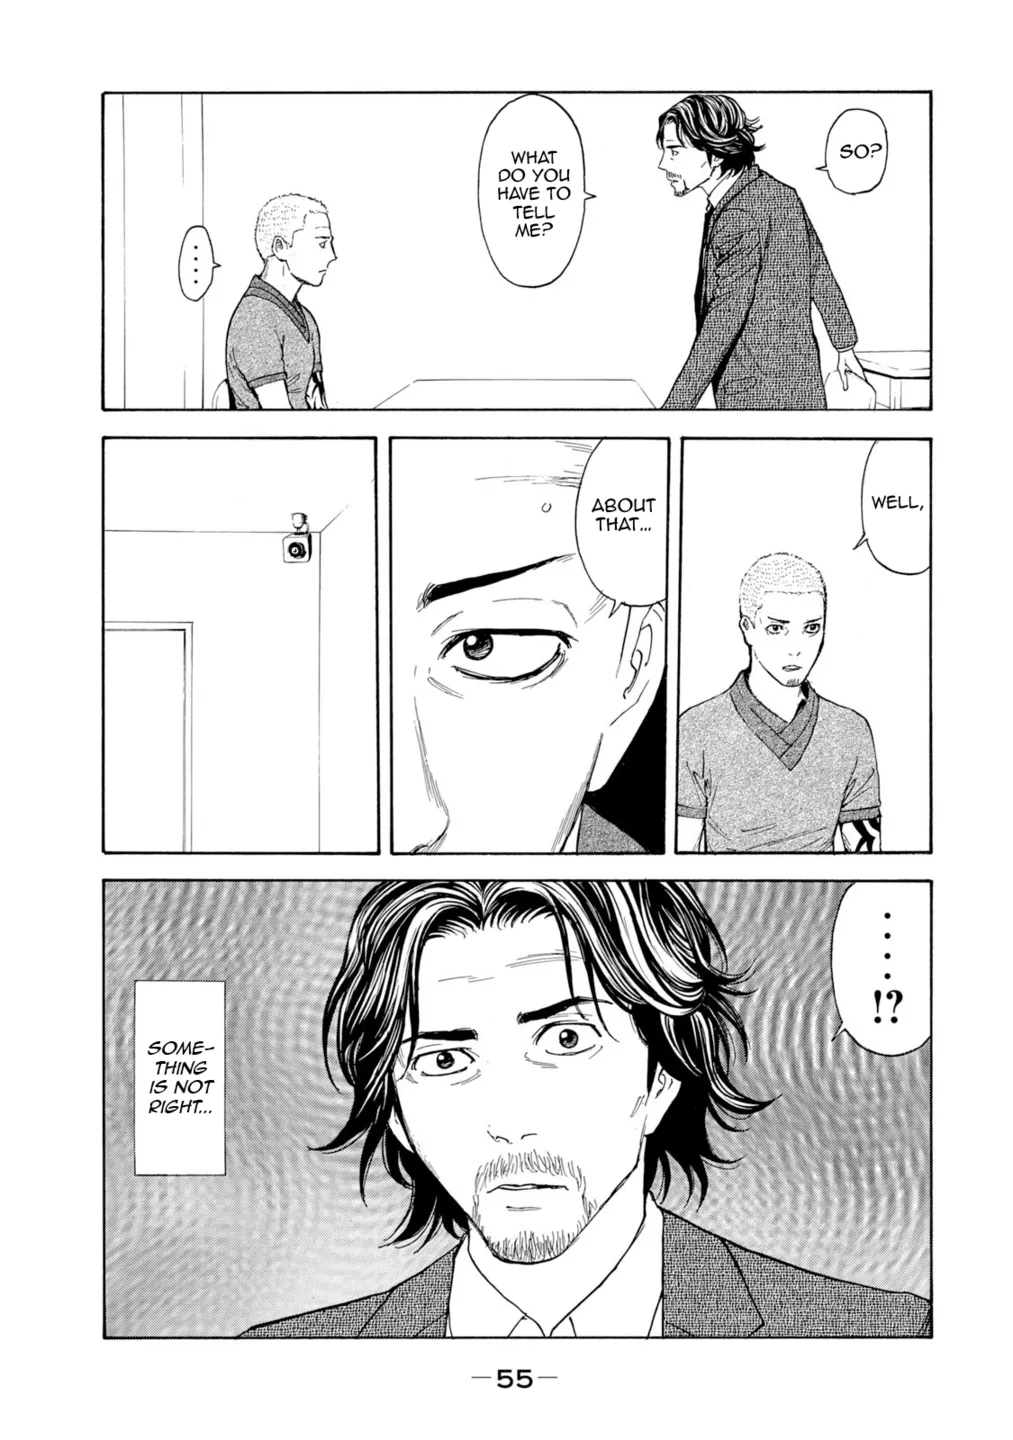 SO?
WHAT
DO YOU
HAVE TO
TELL
ME?
....
WELL,
ABOUT
THAT...
.....!?
SOME-
THING
IS NOT
RIGHT...
—55—